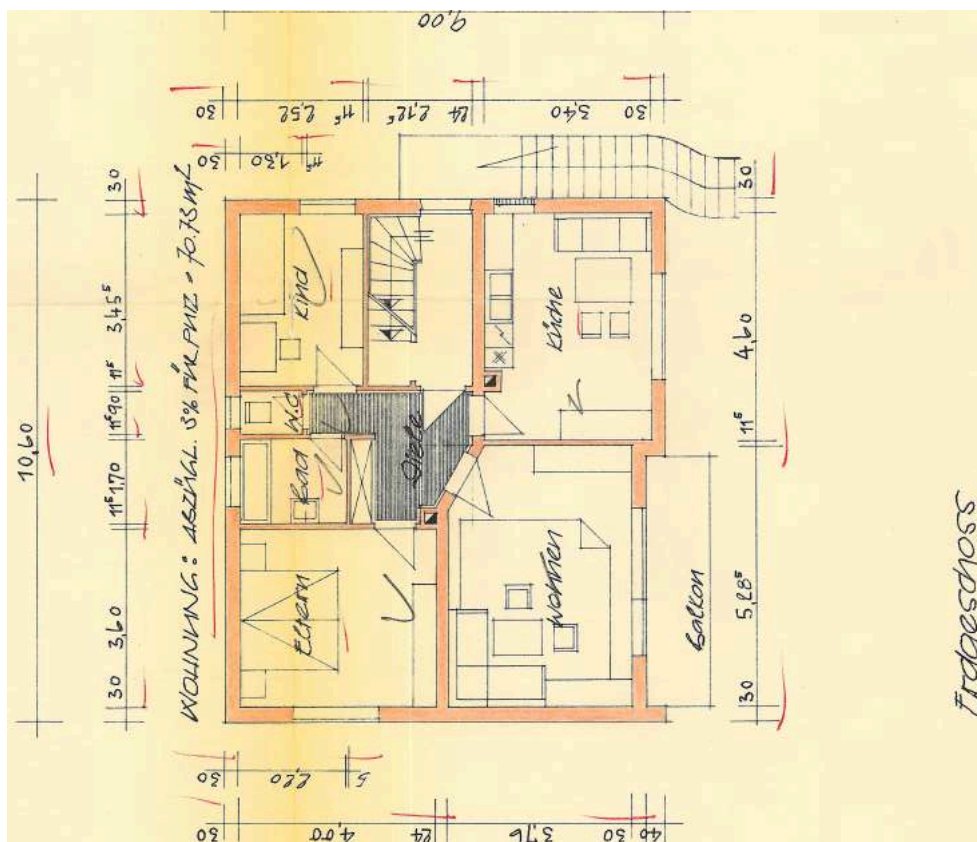 9,00
30 2,52 11⁵ 2,12⁵ 24 3,40 30
30 1,30 11⁵
10,60
30 3,45⁵ 11⁵ 90 11⁵ 1,70 11⁵ 3,60 30
WOHNUNG: ABZÜGL. 3% FÜR PUTZ = 70.73 m²
Kind
W.C
Bad
Eltern
Diele
Küche
Wohnen
Balkon
30 4,60 11⁵ 5,28⁵ 30
Erdgeschoss
30 2,20 5
30 4,00 24 3,76 30 40